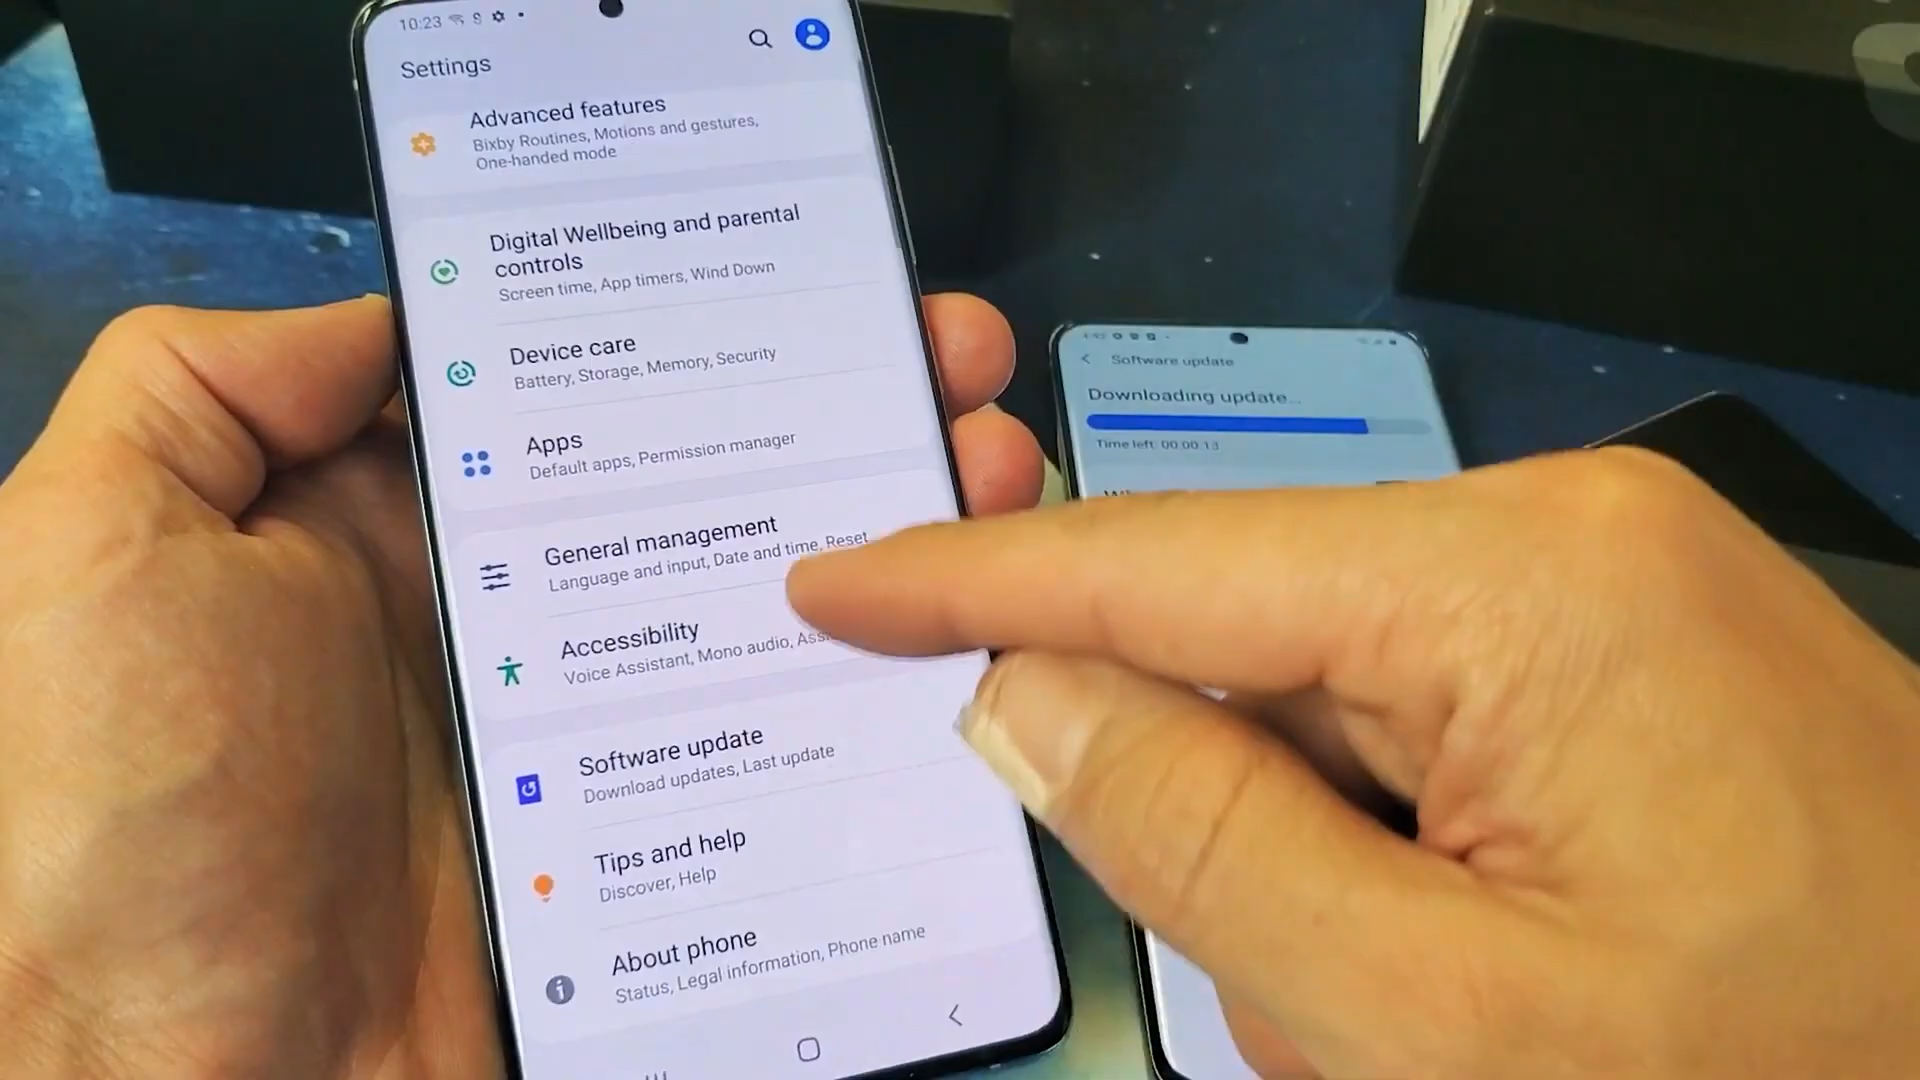 10:23
Settings
Advanced features
Bixby Routines, Motions and gestures,
One-handed mode
Digital Wellbeing and parental
controls
Screen time, App timers, Wind Down
Device care
Battery, Storage, Memory, Security
Apps
Default apps, Permission manager
General management
Language and input, Date and time, Reset
Accessibility
Voice Assistant, Mono audio,
Software update
Download updates, Last update
Tips and help
Discover, Help
About phone
Status, Legal information, Phone name
Software update
Downloading update...
Time left: 00:00:13